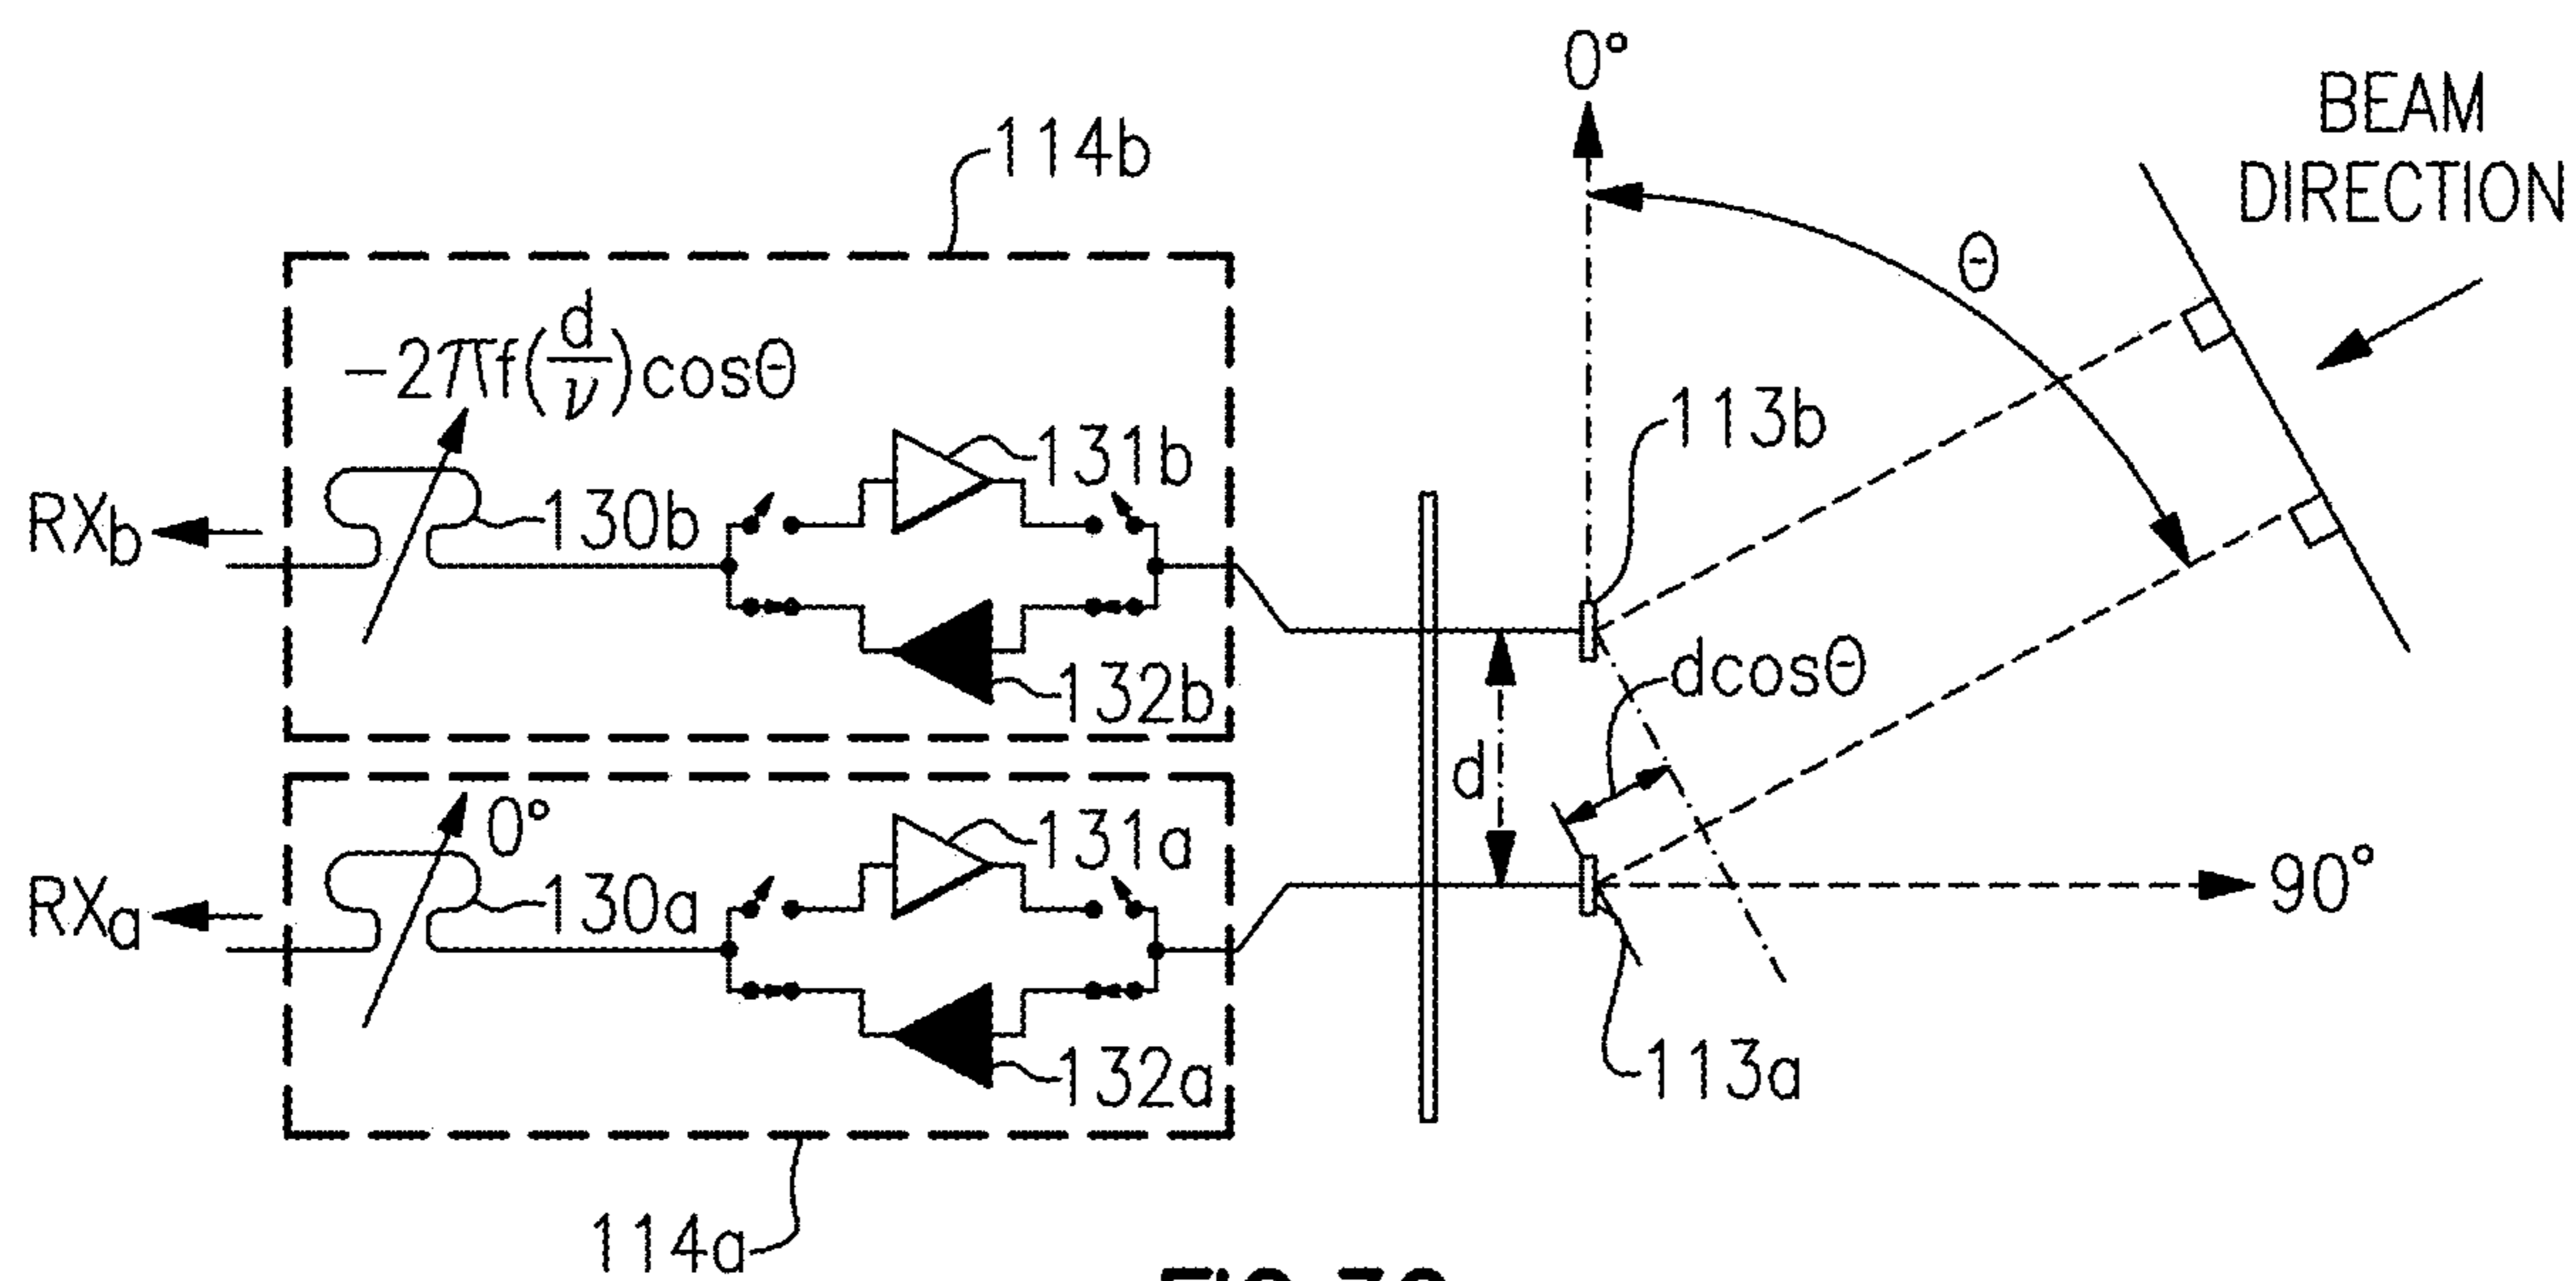 0°
BEAM
DIRECTION
114b
θ
−2πf(d/ν)cosθ
131b
113b
RXb
130b
132b
dcosθ
d
0°
131a
RXa
130a
90°
132a
113a
114a